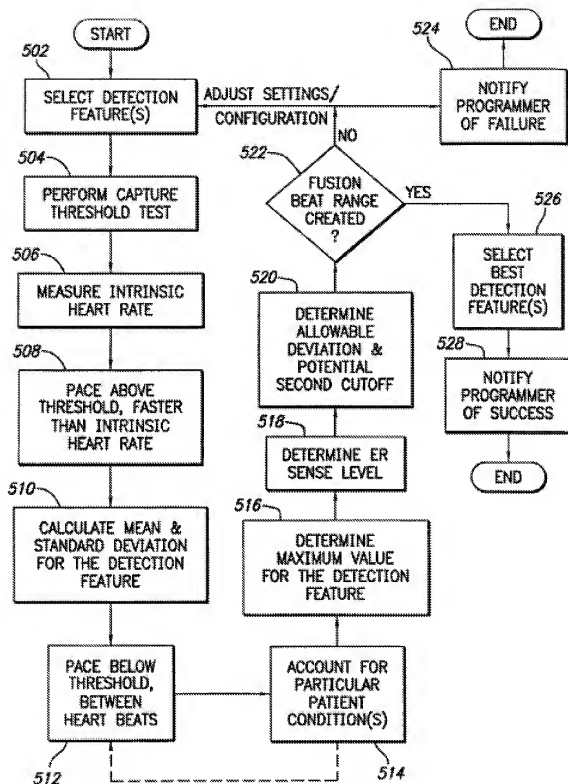 START
502
SELECT DETECTION
FEATURE(S)
504
PERFORM CAPTURE
THRESHOLD TEST
506
MEASURE INTRINSIC
HEART RATE
508
PACE ABOVE
THRESHOLD, FASTER
THAN INTRINSIC
HEART RATE
510
CALCULATE MEAN &
STANDARD DEVIATION
FOR THE DETECTION
FEATURE
PACE BELOW
THRESHOLD,
BETWEEN
HEART BEATS
512
ACCOUNT FOR
PARTICULAR
PATIENT
CONDITION(S)
514
516
DETERMINE
MAXIMUM VALUE
FOR THE DETECTION
FEATURE
518
DETERMINE ER
SENSE LEVEL
520
DETERMINE
ALLOWABLE
DEVIATION &
POTENTIAL
SECOND CUTOFF
522
FUSION
BEAT RANGE
CREATED
?
NO
ADJUST SETTINGS/
CONFIGURATION
524
NOTIFY
PROGRAMMER
OF FAILURE
END
YES
526
SELECT
BEST
DETECTION
FEATURE(S)
528
NOTIFY
PROGRAMMER
OF SUCCESS
END